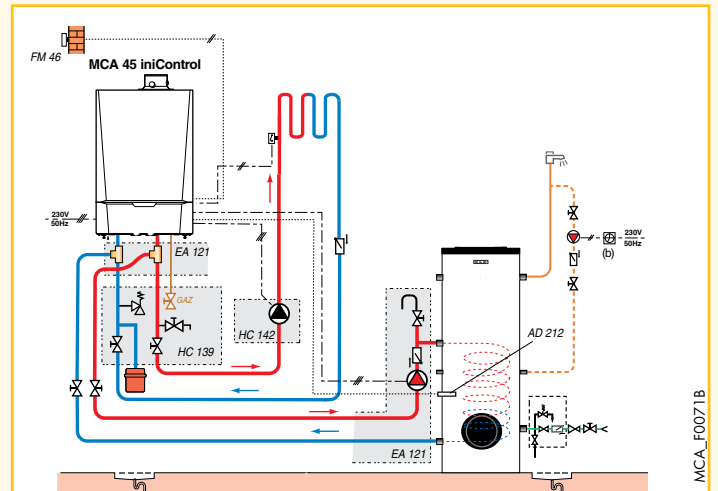 FM 46
MCA 45 iniControl
230V
50Hz
EA 121
GAZ
HC 139
HC 142
EA 121
AD 212
(b)
230V
50Hz
MCA_F0071B